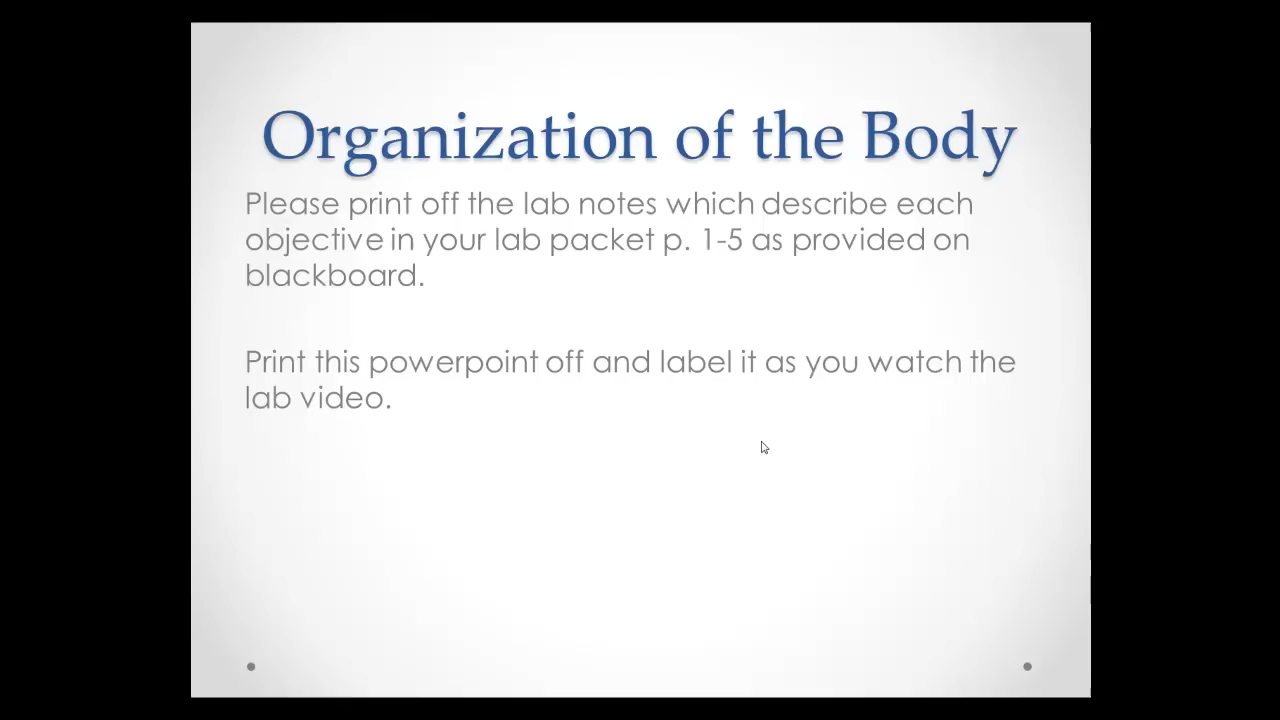 Organization of the Body
Please print off the lab notes which describe each
objective in your lab packet p. 1-5 as provided on
blackboard.
Print this powerpoint off and label it as you watch the
lab video.